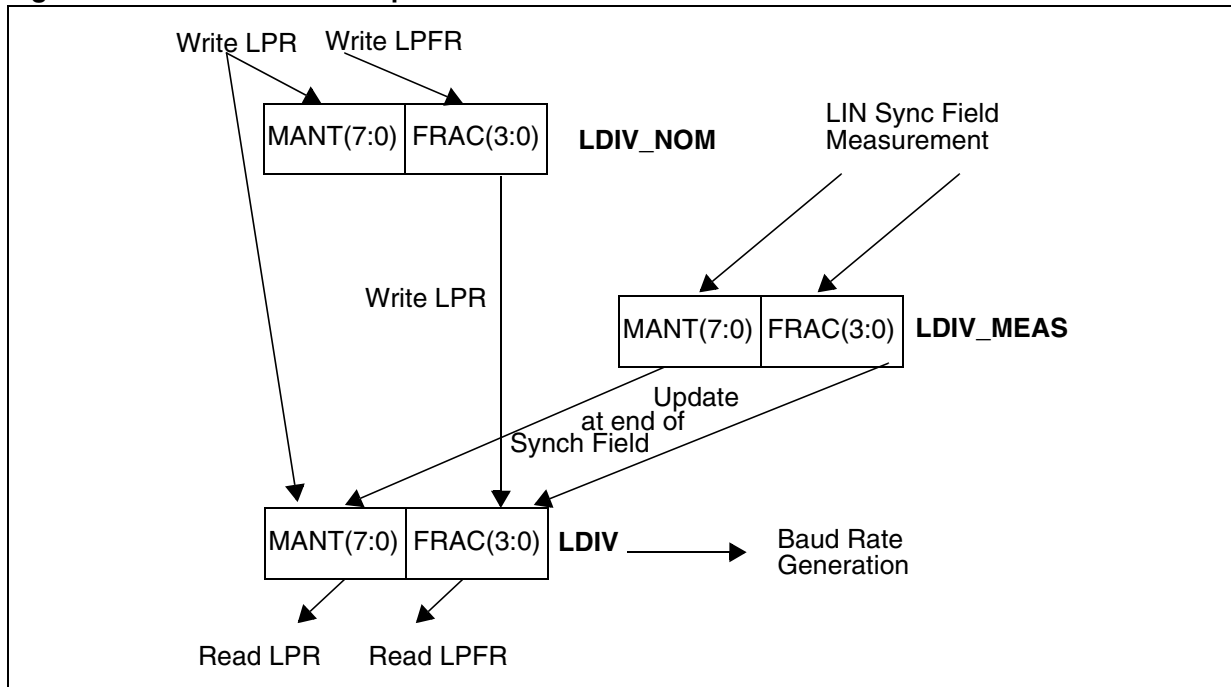 Write LPR
Write LPFR
MANT(7:0)
FRAC(3:0)
LDIV_NOM
LIN Sync Field
Measurement
Write LPR
MANT(7:0)
FRAC(3:0)
LDIV_MEAS
Update
at end of
Synch Field
MANT(7:0)
FRAC(3:0)
LDIV
Baud Rate
Generation
Read LPR
Read LPFR